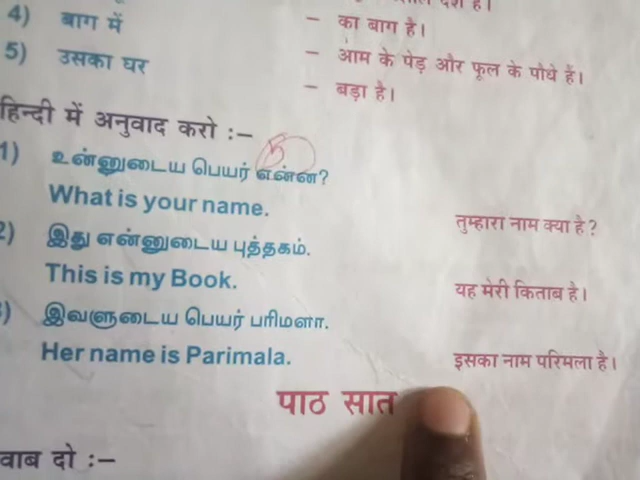 देश है।
4) बाग में – का बाग है।
5) उसका घर – आम के पेड़ और फूल के पौधे हैं।
– बड़ा है।
हिन्दी में अनुवाद करो :–
1) உன்னுடைய பெயர் என்ன?
What is your name. तुम्हारा नाम क्या है ?
2) இது என்னுடைய புத்தகம்.
This is my Book. यह मेरी किताब है।
) இவளுடைய பெயர் பரிமளா.
Her name is Parimala. इसका नाम परिमला है।
पाठ सात
वाब दो :–